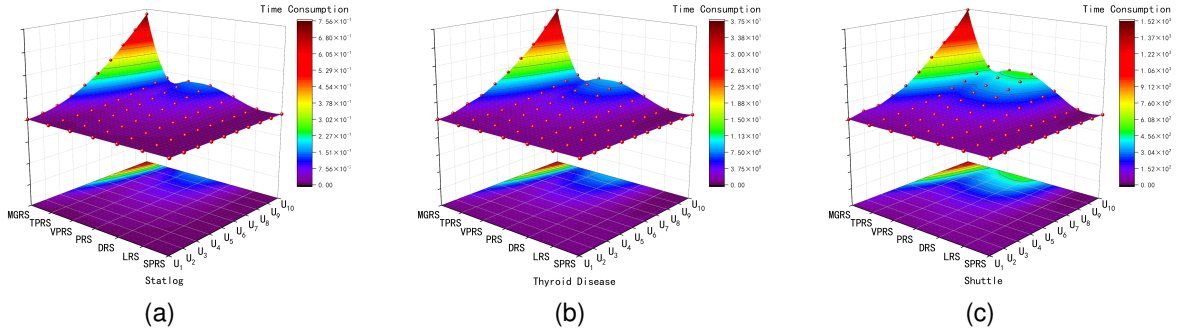 Time Consumption
7.56×10⁻¹
6.80×10⁻¹
6.05×10⁻¹
5.29×10⁻¹
4.54×10⁻¹
3.78×10⁻¹
3.02×10⁻¹
2.27×10⁻¹
1.51×10⁻¹
7.56×10⁻²
0.00
MGRS
TPRS
VPRS
PRS
DRS
LRS
SPRS
U₁ U₂ U₃ U₄ U₅ U₆ U₇ U₈ U₉ U₁₀
Statlog
(a)
Time Consumption
3.75×10¹
3.38×10¹
3.00×10¹
2.63×10¹
2.25×10¹
1.88×10¹
1.50×10¹
1.13×10¹
7.50×10⁰
3.75×10⁰
0.00
MGRS
TPRS
VPRS
PRS
DRS
LRS
SPRS
U₁ U₂ U₃ U₄ U₅ U₆ U₇ U₈ U₉ U₁₀
Thyroid Disease
(b)
Time Consumption
1.52×10³
1.37×10³
1.22×10³
1.06×10³
9.12×10²
7.60×10²
6.08×10²
4.56×10²
3.04×10²
1.52×10²
0.00
MGRS
TPRS
VPRS
PRS
DRS
LRS
SPRS
U₁ U₂ U₃ U₄ U₅ U₆ U₇ U₈ U₉ U₁₀
Shuttle
(c)